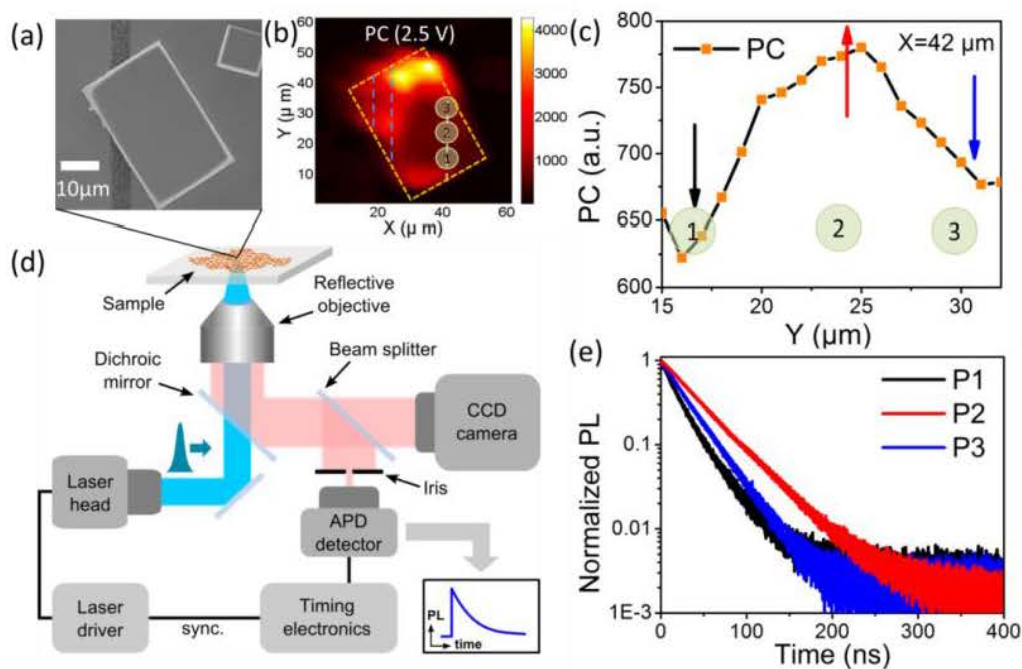 (a)
10μm
(b)
PC (2.5 V)
60
50
40
30
20
10
Y (μ m)
20
40
60
X (μ m)
3
2
1
4000
3000
2000
1000
(c)
PC
X=42 μm
800
750
700
650
600
PC (a.u.)
1
2
3
15
20
25
30
Y (μm)
(d)
Sample
Reflective
objective
Dichroic
mirror
Beam splitter
CCD
camera
Iris
Laser
head
APD
detector
Laser
driver
sync.
Timing
electronics
PL
time
(e)
P1
P2
P3
1
0.1
0.01
1E-3
Normalized PL
0
100
200
300
400
Time (ns)